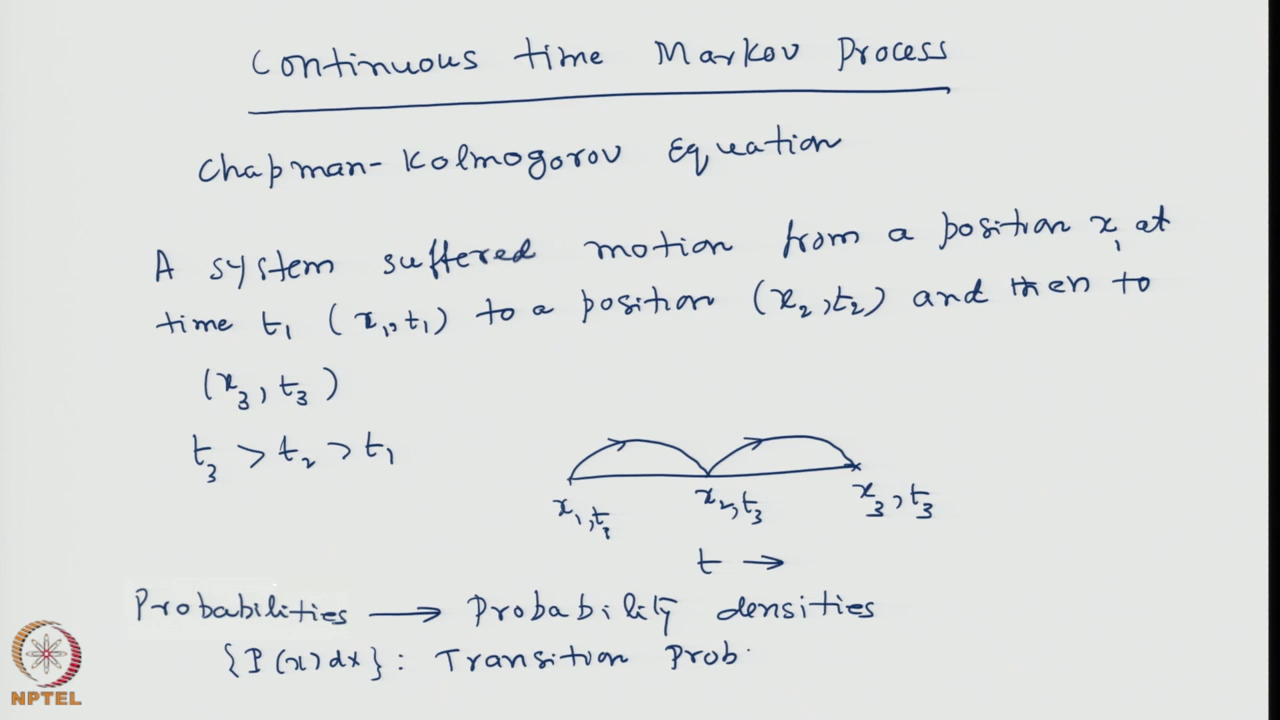 Continuous time Markov Process
Chapman-Kolmogorov Equation
A system suffered motion from a position x₁ at
time t₁ (x₁, t₁) to a position (x₂, t₂) and then to
(x₃, t₃)
t₃ > t₂ > t₁
x₁, t₁ x₂, t₃ x₃, t₃
t →
Probabilities → Probability densities
{P(x)dx} : Transition Prob.
NPTEL